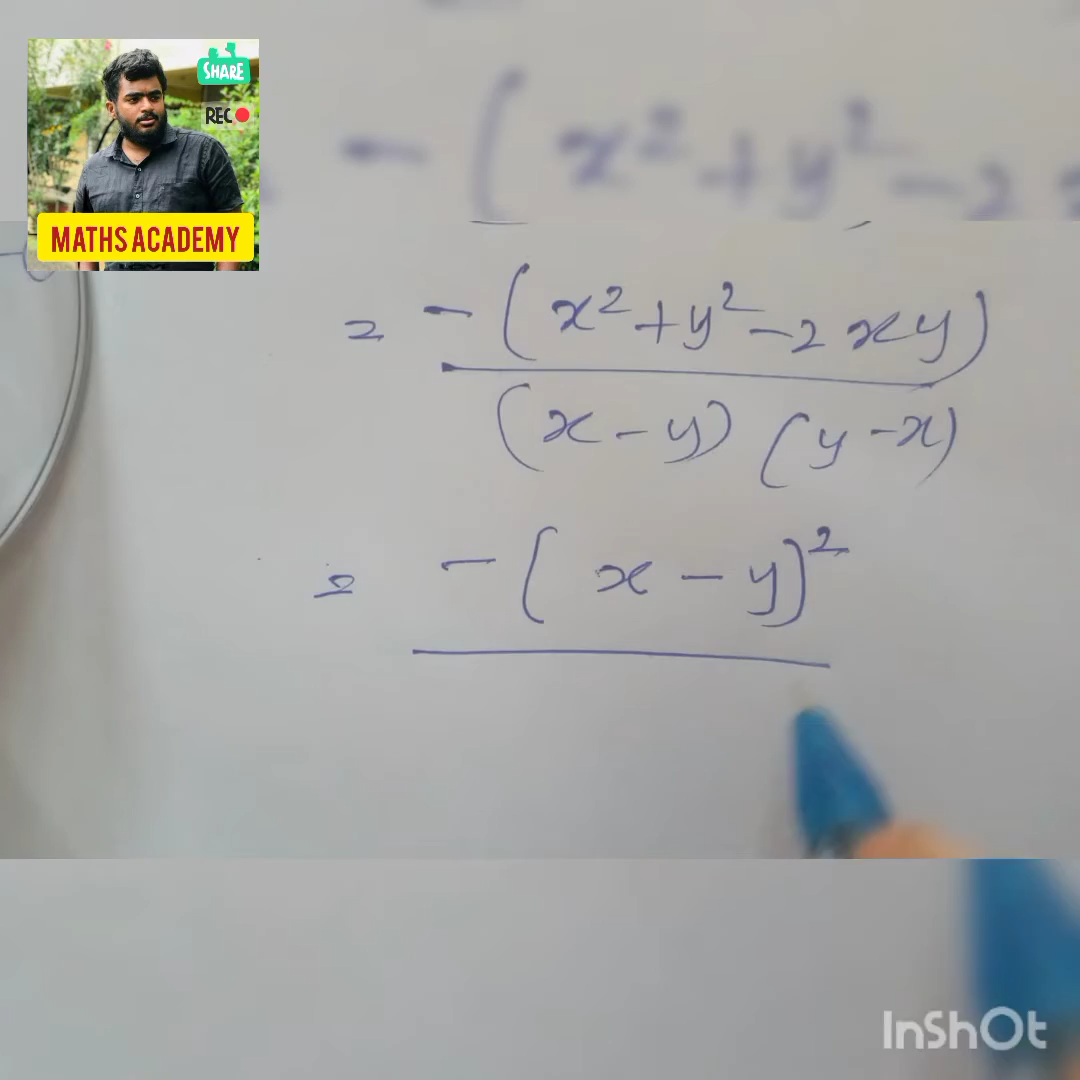 SHARE
REC
MATHS ACADEMY
- (x² + y² - 2
= - (x² + y² - 2xy)
(x - y) (y - x)
= - (x - y)²
InShOt